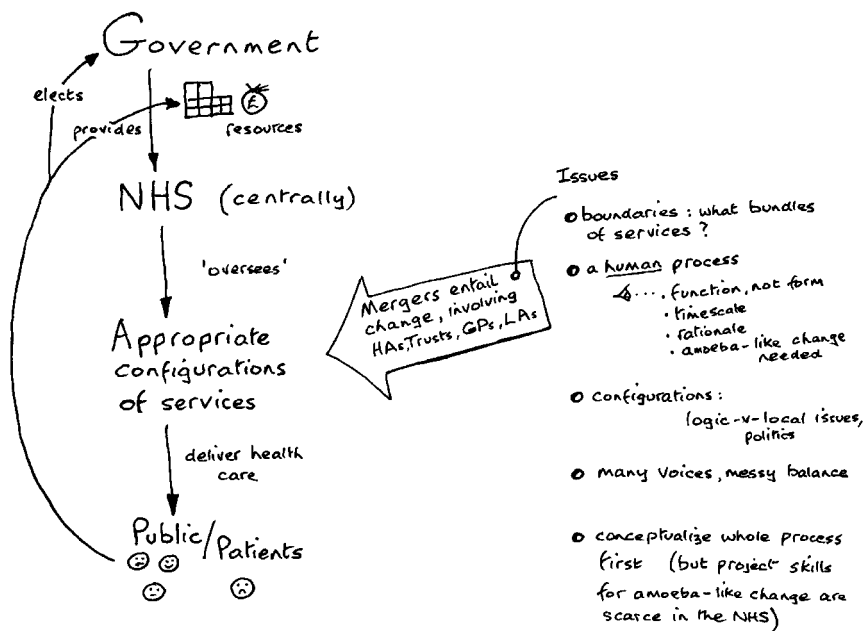 Government
elects
provides
£
resources
NHS (centrally)
'oversees'
Appropriate
configurations
of services
deliver health
care
Public/Patients
Mergers entail
change, involving
HAs, Trusts, GPs, LAs
Issues
boundaries : what bundles
of services ?
a human process
.... function, not form
• timescale
• rationale
• amoeba-like change
needed
configurations :
logic-v-local issues,
politics
many voices, messy balance
conceptualize whole process
first (but project skills
for amoeba-like change are
scarce in the NHS)